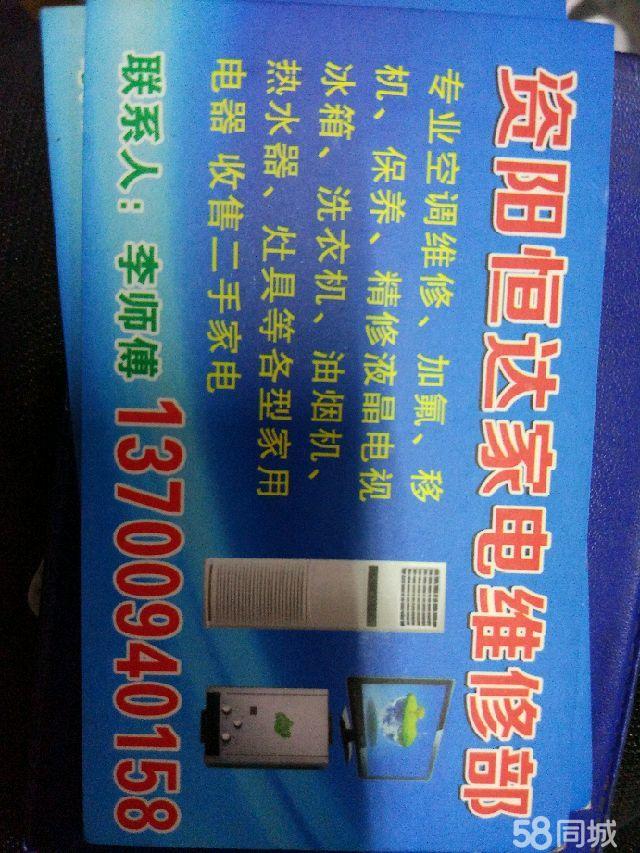 资阳恒达家电维修部
专业空调维修、加氟、移
机、保养、精修液晶电视
冰箱、洗衣机、油烟机、
热水器、灶具等各型家用
电器 收售二手家电
联系人：李师傅 13700940158
58同城